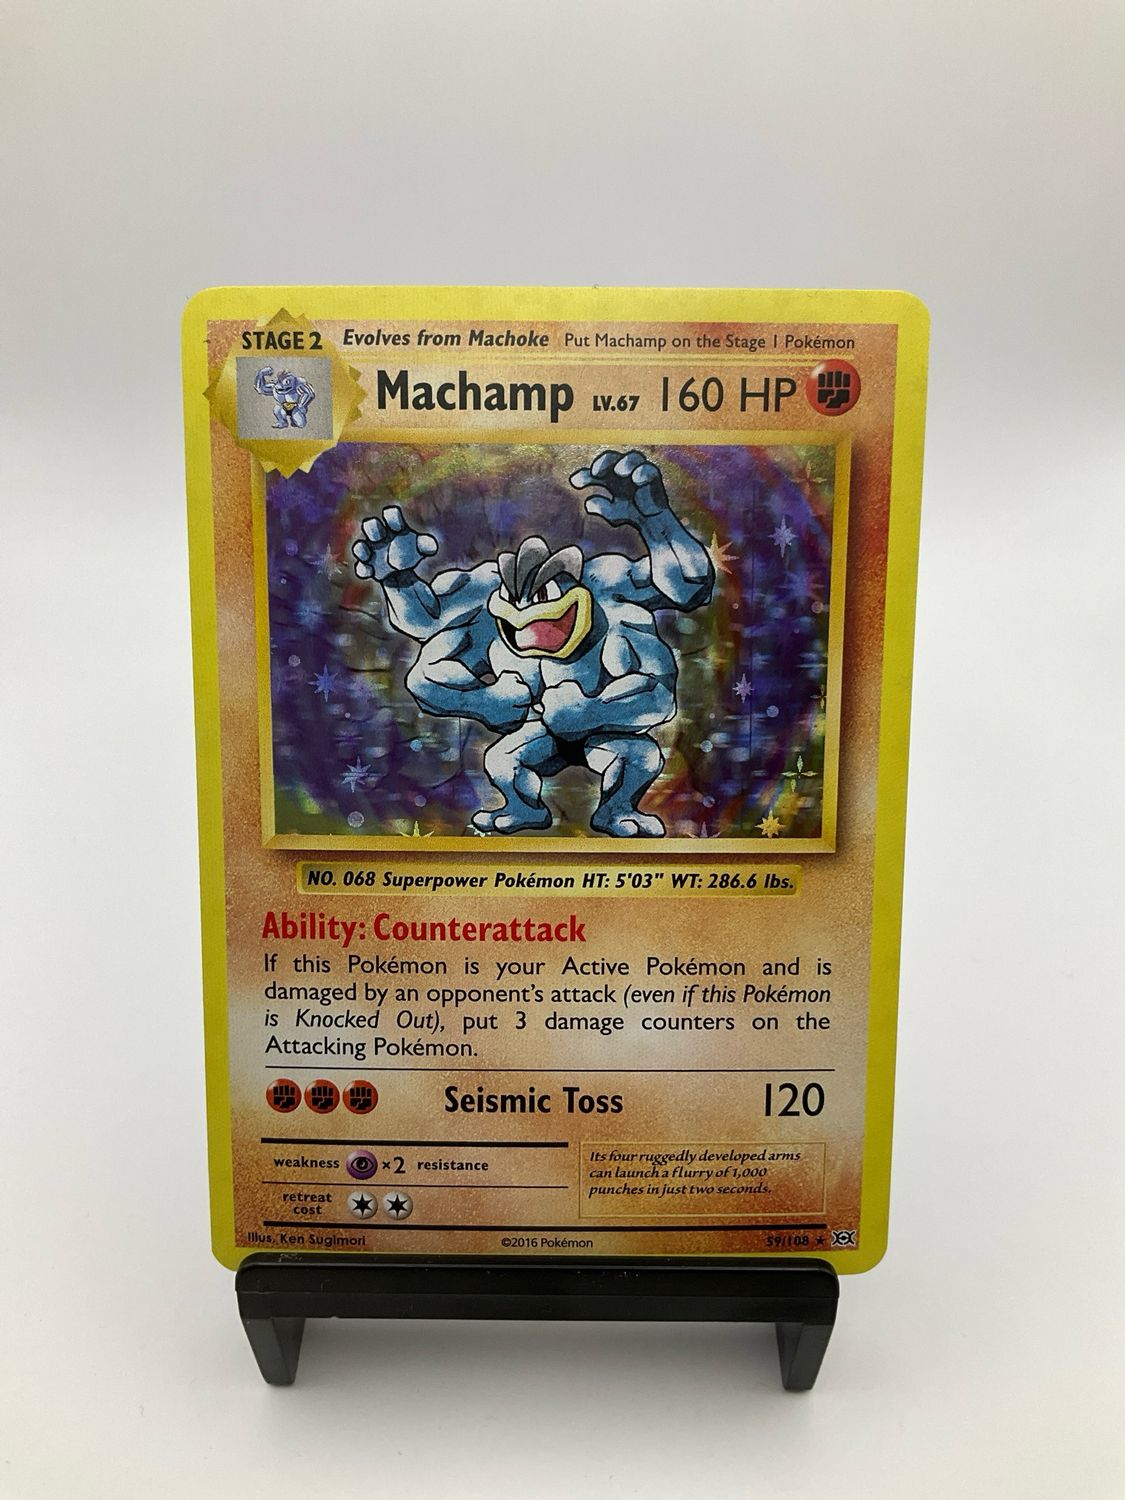 STAGE 2 Evolves from Machoke Put Machamp on the Stage 1 Pokémon
Machamp LV.67 160 HP
NO. 068 Superpower Pokémon HT: 5'03" WT: 286.6 lbs.
Ability: Counterattack
If this Pokémon is your Active Pokémon and is
damaged by an opponent's attack (even if this Pokémon
is Knocked Out), put 3 damage counters on the
Attacking Pokémon.
Seismic Toss 120
weakness ×2 resistance
retreat
cost
Its four ruggedly developed arms
can launch a flurry of 1,000
punches in just two seconds.
Illus. Ken Sugimori ©2016 Pokémon 59/108